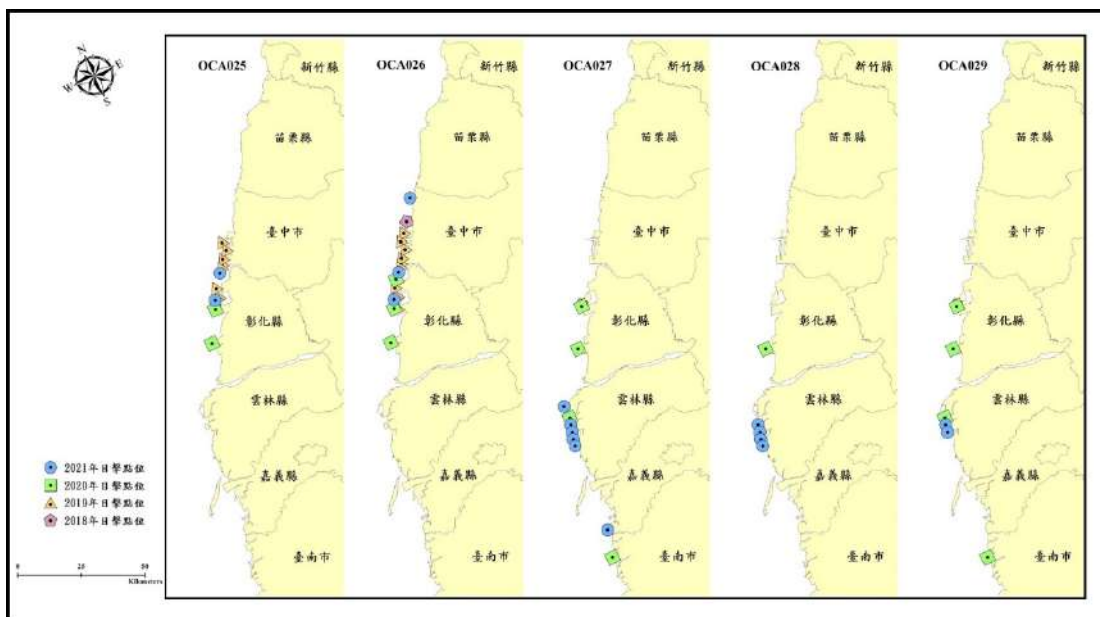 N
E
W
S
OCA025
新竹縣
苗栗縣
臺中市
彰化縣
雲林縣
嘉義縣
臺南市
OCA026
新竹縣
苗栗縣
臺中市
彰化縣
雲林縣
嘉義縣
臺南市
OCA027
新竹縣
苗栗縣
臺中市
彰化縣
雲林縣
嘉義縣
臺南市
OCA028
新竹縣
苗栗縣
臺中市
彰化縣
雲林縣
嘉義縣
臺南市
OCA029
新竹縣
苗栗縣
臺中市
彰化縣
雲林縣
嘉義縣
臺南市
2021年目擊點位
2020年目擊點位
2019年目擊點位
2018年目擊點位
0 25 50
Kilometers